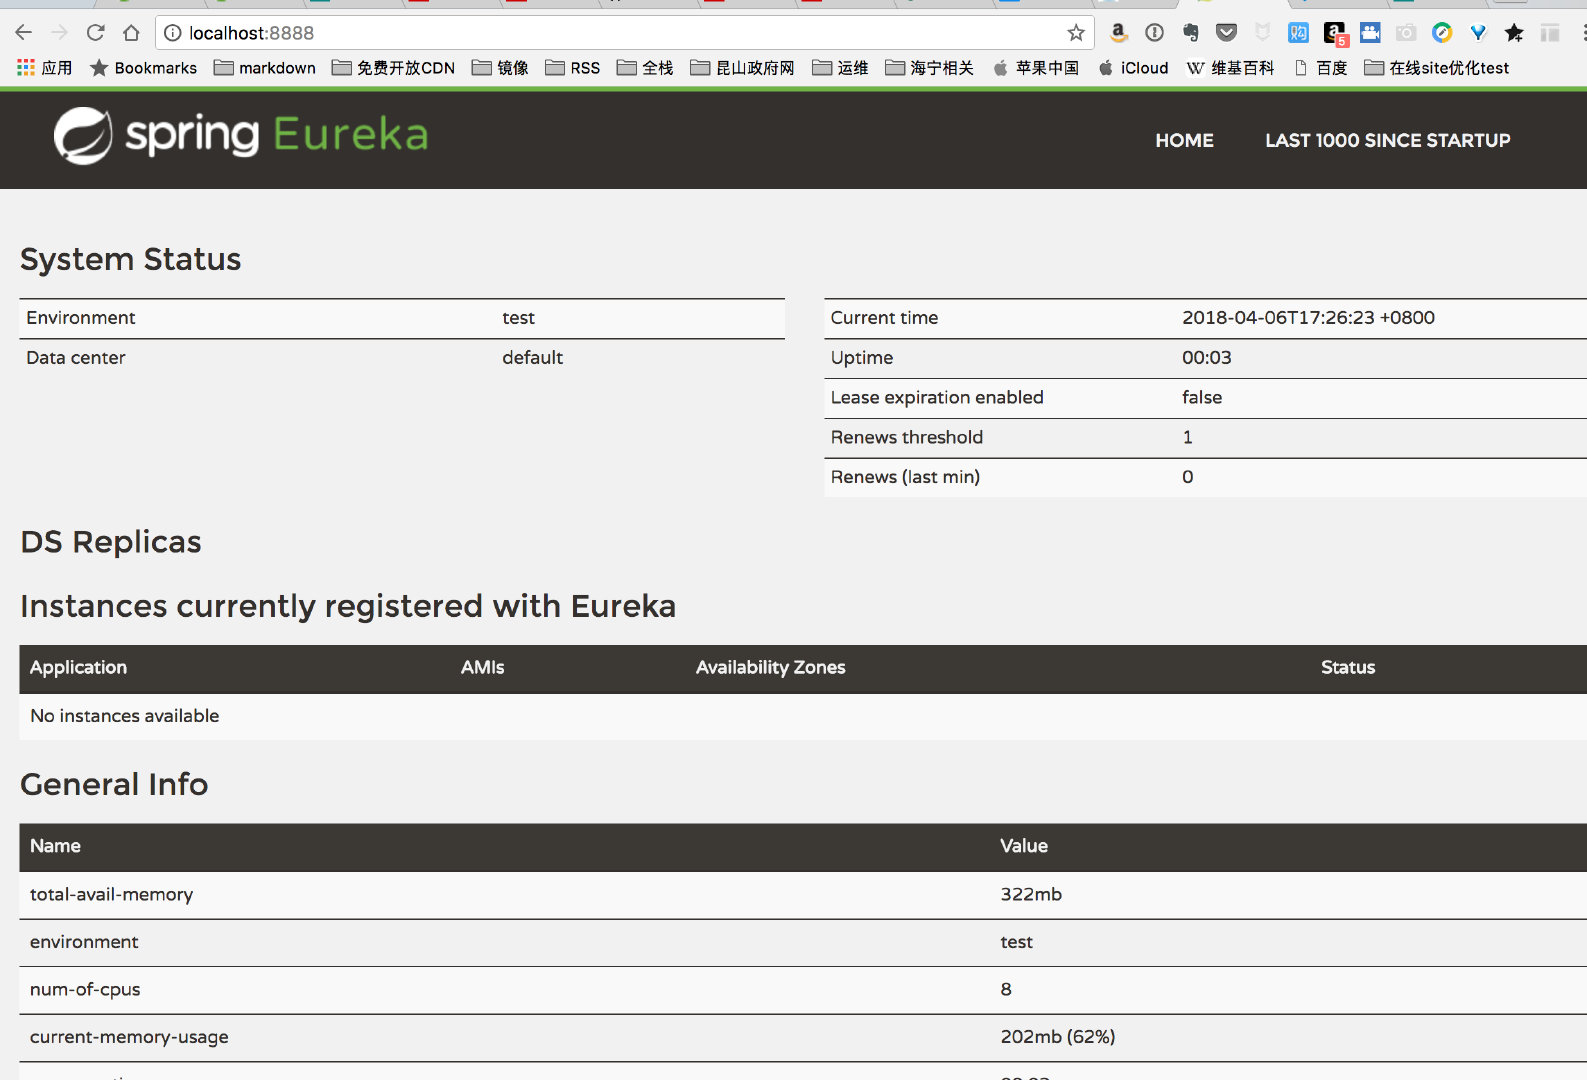 localhost:8888
5
应用 Bookmarks markdown 免费开放CDN 镜像 RSS 全栈 昆山政府网 运维 海宁相关 苹果中国 iCloud W 维基百科 百度 在线site优化test
spring Eureka HOME LAST 1000 SINCE STARTUP
System Status
Environment test
Data center default
Current time 2018-04-06T17:26:23 +0800
Uptime 00:03
Lease expiration enabled false
Renews threshold 1
Renews (last min) 0
DS Replicas
Instances currently registered with Eureka
Application AMIs Availability Zones Status
No instances available
General Info
Name Value
total-avail-memory 322mb
environment test
num-of-cpus 8
current-memory-usage 202mb (62%)